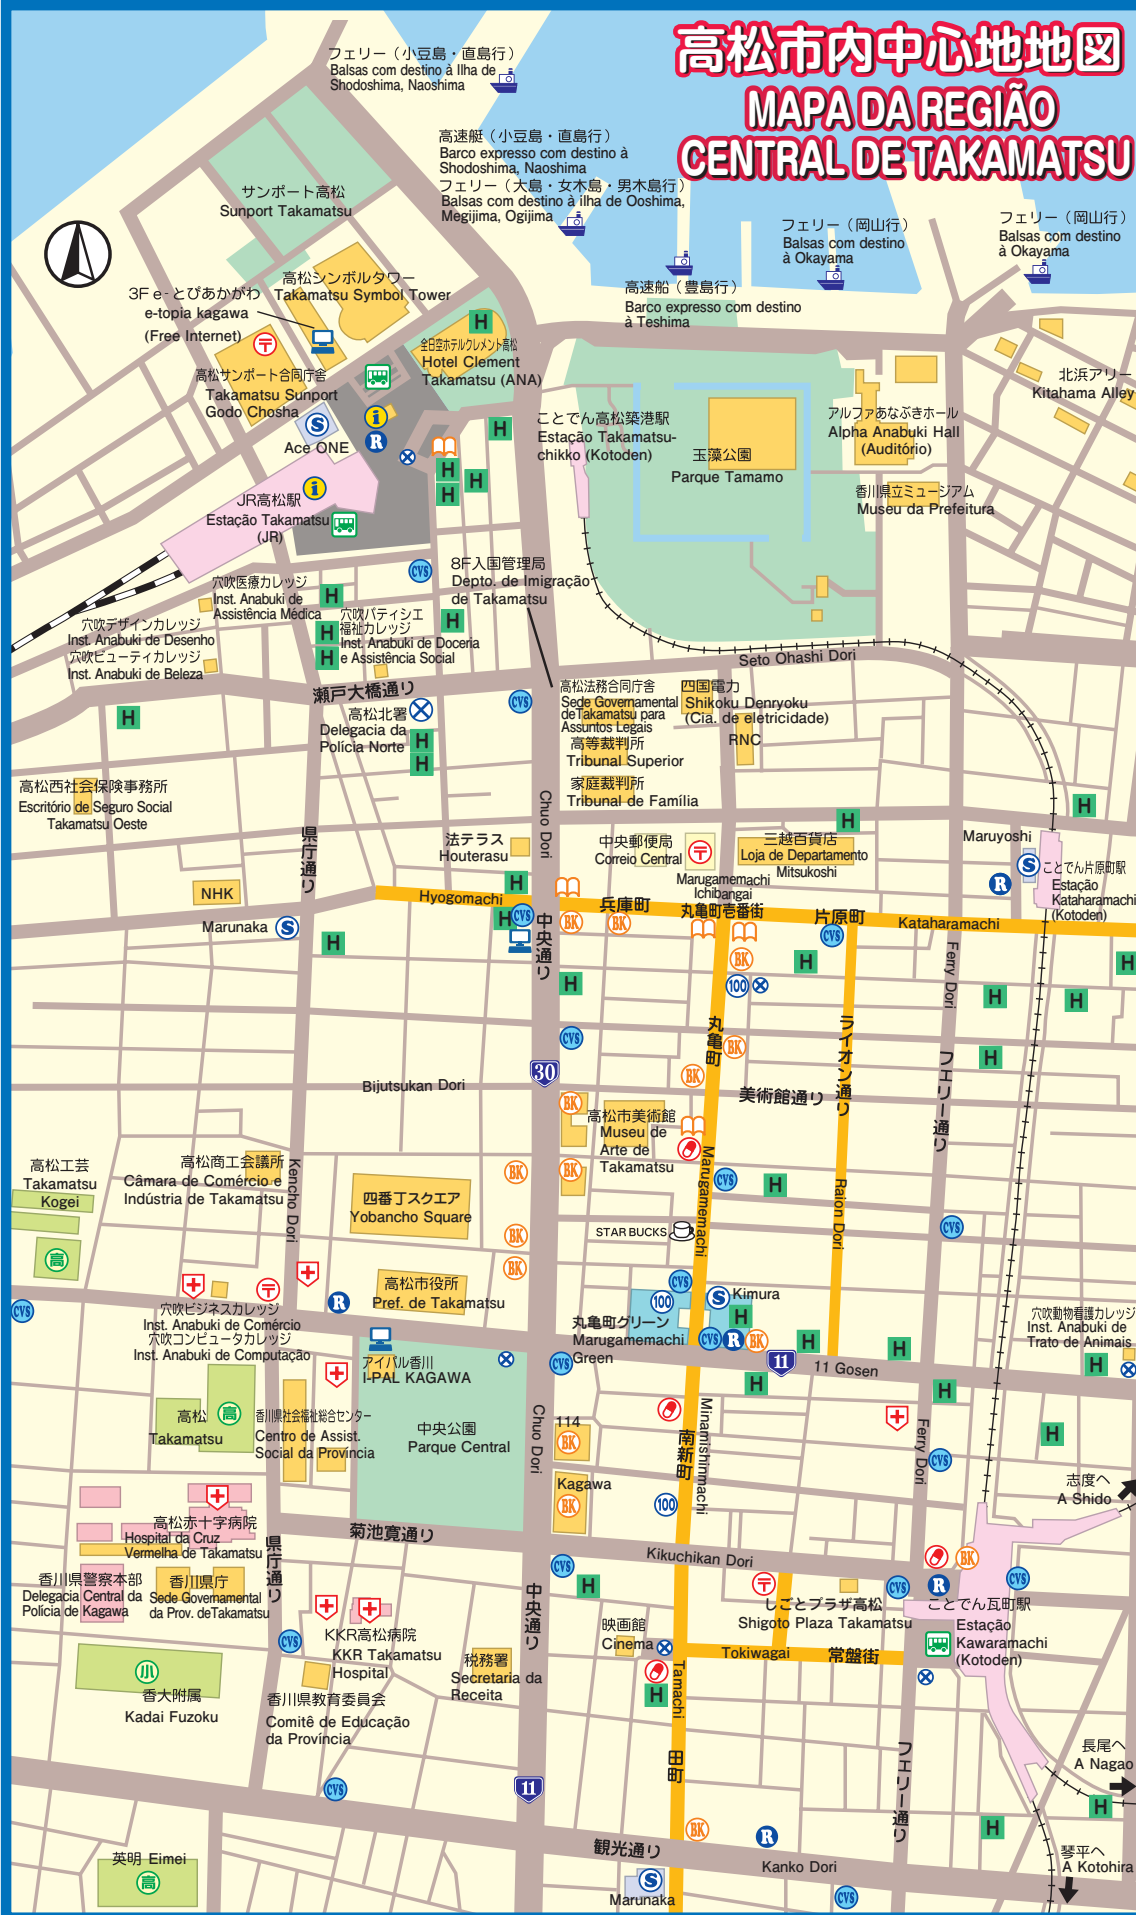 高松市内中心地地図
MAPA DA REGIÃO
CENTRAL DE TAKAMATSU
フェリー（小豆島・直島行）
Balsas com destino à Ilha de
Shodoshima, Naoshima
高速艇（小豆島・直島行）
Barco expresso com destino à
Shodoshima, Naoshima
フェリー（大島・女木島・男木島行）
Balsas com destino à ilha de Ooshima,
Megijima, Ogijima
フェリー（岡山行）
Balsas com destino
à Okayama
フェリー（岡山行）
Balsas com destino
à Okayama
高速船（豊島行）
Barco expresso com destino
à Teshima
サンポート高松
Sunport Takamatsu
高松シンボルタワー
Takamatsu Symbol Tower
3F e-とぴあかがわ
e-topia kagawa
(Free Internet)
高松サンポート合同庁舎
Takamatsu Sunport
Godo Chosha
全日空ホテルクレメント高松
Hotel Clement
Takamatsu (ANA)
Ace ONE
JR高松駅
Estação Takamatsu
(JR)
ことでん高松築港駅
Estação Takamatsu-
chikko (Kotoden)
玉藻公園
Parque Tamamo
アルファあなぶきホール
Alpha Anabuki Hall
(Auditório)
北浜アリー
Kitahama Alley
香川県立ミュージアム
Museu da Prefeitura
8F入国管理局
Depto. de Imigração
de Takamatsu
穴吹医療カレッジ
Inst. Anabuki de
Assistência Médica
穴吹デザインカレッジ
Inst. Anabuki de Desenho
穴吹ビューティカレッジ
Inst. Anabuki de Beleza
穴吹パティシエ
福祉カレッジ
Inst. Anabuki de Doceria
e Assistência Social
瀬戸大橋通り
Seto Ohashi Dori
高松北署
Delegacia da
Polícia Norte
高松法務合同庁舎
Sede Governamental
deTakamatsu para
Assuntos Legais
四国電力
Shikoku Denryoku
(Cia. de eletricidade)
RNC
高等裁判所
Tribunal Superior
家庭裁判所
Tribunal de Família
高松西社会保険事務所
Escritório de Seguro Social
Takamatsu Oeste
県庁通り
Chuo Dori
法テラス
Houterasu
中央郵便局
Correio Central
三越百貨店
Loja de Departamento
Mitsukoshi
Marugamemachi
Ichibangai
Maruyoshi
ことでん片原町駅
Estação
Kataharamachi
(Kotoden)
NHK
Marunaka
Hyogomachi
兵庫町
丸亀町壱番街
片原町
Kataharamachi
中央通り
Ferry Dori
丸亀町
ライオン通り
フェリー通り
30
Bijutsukan Dori
美術館通り
高松市美術館
Museu de
Arte de
Takamatsu
高松工芸
Takamatsu
Kogei
高松商工会議所
Câmara de Comércio e
Indústria de Takamatsu
Kencho Dori
四番丁スクエア
Yobancho Square
Marugamemachi
Raion Dori
STAR BUCKS
高松市役所
Pref. de Takamatsu
Kimura
丸亀町グリーン
Marugamemachi
Green
穴吹ビジネスカレッジ
Inst. Anabuki de Comércio
穴吹コンピュータカレッジ
Inst. Anabuki de Computação
アイパル香川
I-PAL KAGAWA
穴吹動物看護カレッジ
Inst. Anabuki de
Trato de Animais
11
11 Gosen
高松
Takamatsu
香川県社会福祉総合センター
Centro de Assist.
Social da Província
中央公園
Parque Central
Chuo Dori
114
Kagawa
南新町
Minamishinmachi
Ferry Dori
志度へ
A Shido
高松赤十字病院
Hospital da Cruz
Vermelha de Takamatsu
県庁通り
菊池寛通り
Kikuchikan Dori
香川県警察本部
Delegacia Central da
Polícia de Kagawa
香川県庁
Sede Governamental
da Prov. deTakamatsu
中央通り
しごとプラザ高松
Shigoto Plaza Takamatsu
ことでん瓦町駅
Estação
Kawaramachi
(Kotoden)
映画館
Cinema
Tokiwagai
常盤街
KKR高松病院
KKR Takamatsu
Hospital
税務署
Secretaria da
Receita
香大附属
Kadai Fuzoku
香川県教育委員会
Comitê de Educação
da Província
Tamachi
田町
フェリー通り
長尾へ
A Nagao
11
観光通り
Kanko Dori
琴平へ
A Kotohira
英明 Eimei
Marunaka